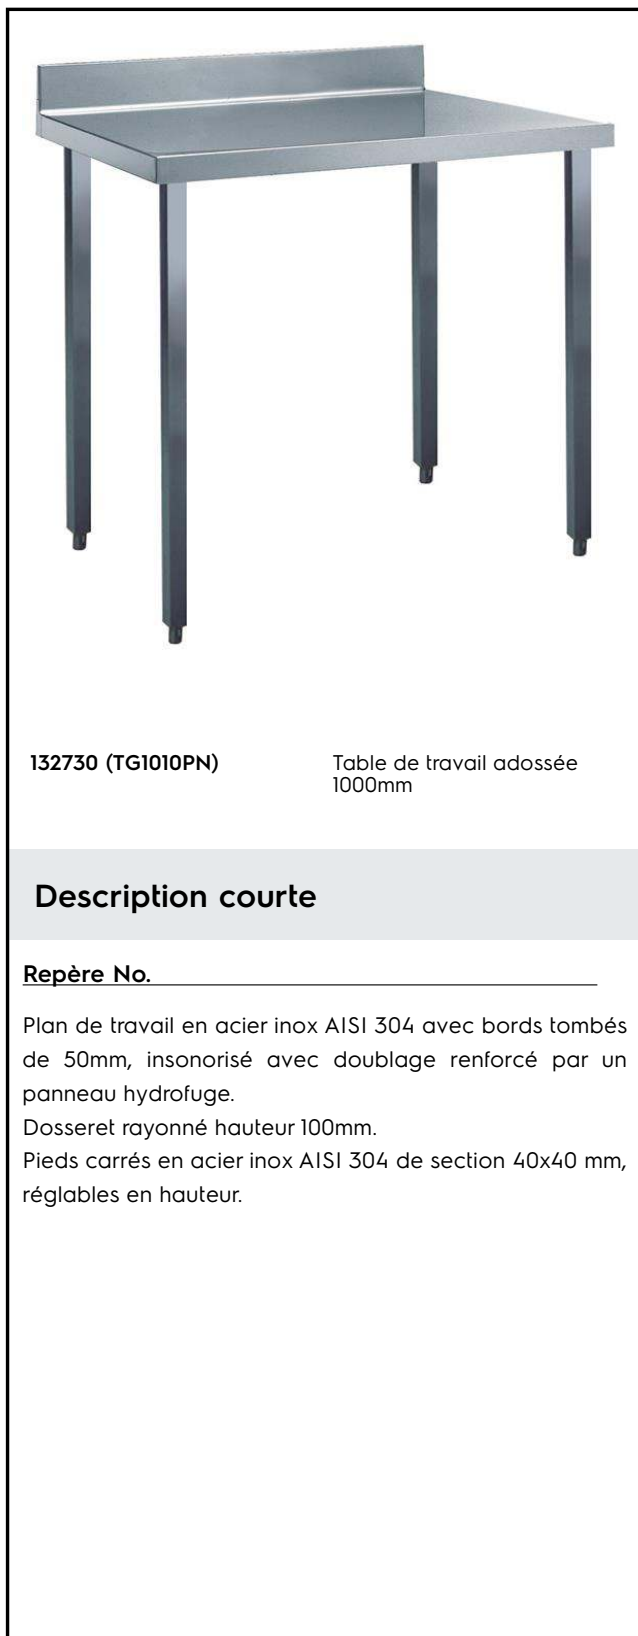 132730 (TG1010PN)
Table de travail adossée
1000mm
Description courte
Repère No.
Plan de travail en acier inox AISI 304 avec bords tombés
de 50mm, insonorisé avec doublage renforcé par un
panneau hydrofuge.
Dosseret rayonné hauteur 100mm.
Pieds carrés en acier inox AISI 304 de section 40x40 mm,
réglables en hauteur.